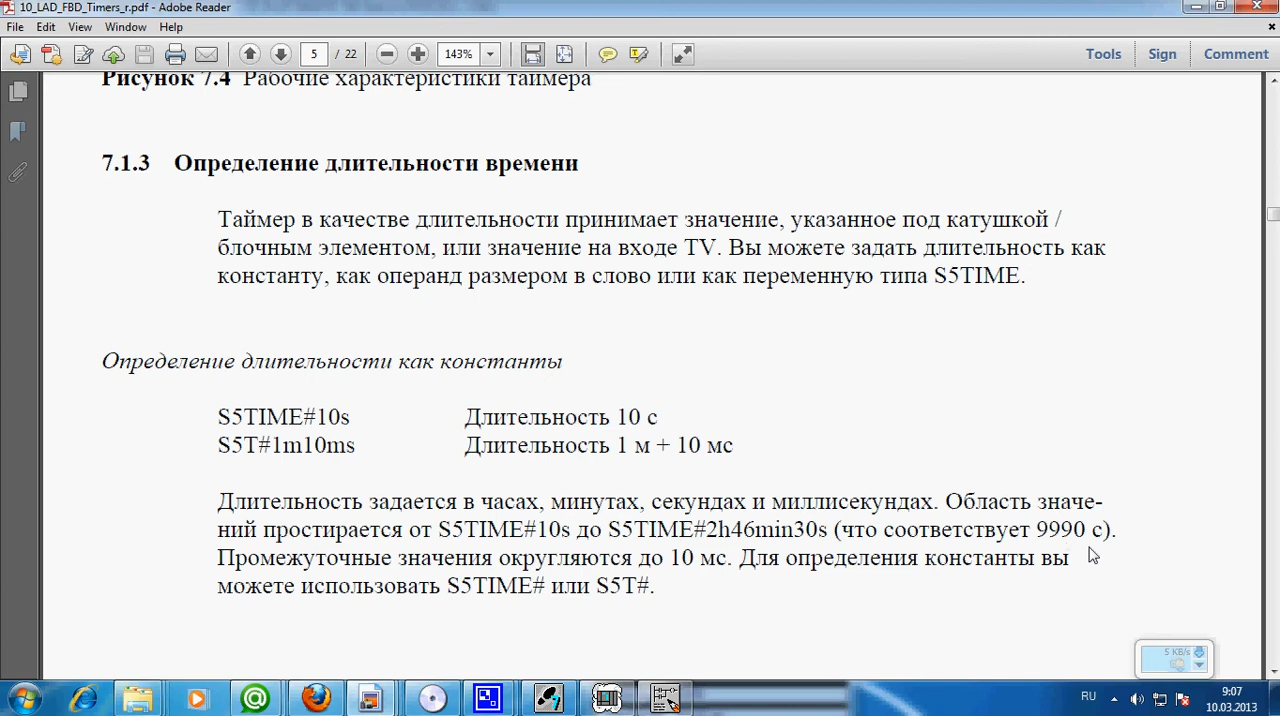 10_LAD_FBD_Timers_r.pdf - Adobe Reader
File Edit View Window Help
5 / 22 143% Tools Sign Comment
Рисунок 7.4 Рабочие характеристики таймера
7.1.3 Определение длительности времени
Таймер в качестве длительности принимает значение, указанное под катушкой /
блочным элементом, или значение на входе TV. Вы можете задать длительность как
константу, как операнд размером в слово или как переменную типа S5TIME.
Определение длительности как константы
S5TIME#10s Длительность 10 с
S5T#1m10ms Длительность 1 м + 10 мс
Длительность задается в часах, минутах, секундах и миллисекундах. Область значе-
ний простирается от S5TIME#10s до S5TIME#2h46min30s (что соответствует 9990 с).
Промежуточные значения округляются до 10 мс. Для определения константы вы
можете использовать S5TIME# или S5T#.
5 KB/s
RU 9:07
10.03.2013